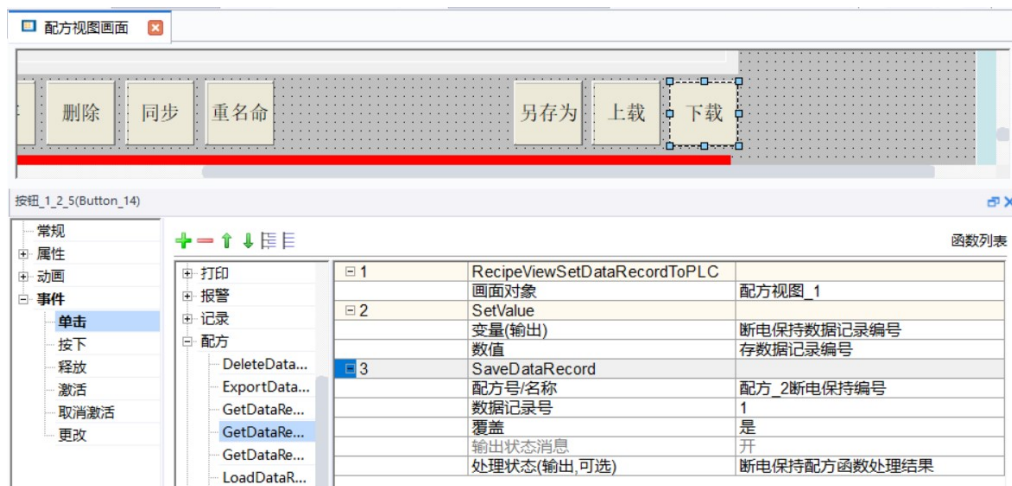 配方视图画面
删除 同步 重名命 另存为 上载 下载
按钮_1_2_5(Button_14)
常规
属性
动画
事件
单击
按下
释放
激活
取消激活
更改
函数列表
打印
报警
记录
配方
DeleteData...
ExportData...
GetDataRe...
GetDataRe...
GetDataRe...
LoadDataR...
1 RecipeViewSetDataRecordToPLC
画面对象 配方视图_1
2 SetValue
变量(输出) 断电保持数据记录编号
数值 存数据记录编号
3 SaveDataRecord
配方号/名称 配方_2断电保持编号
数据记录号 1
覆盖 是
输出状态消息 开
处理状态(输出,可选) 断电保持配方函数处理结果